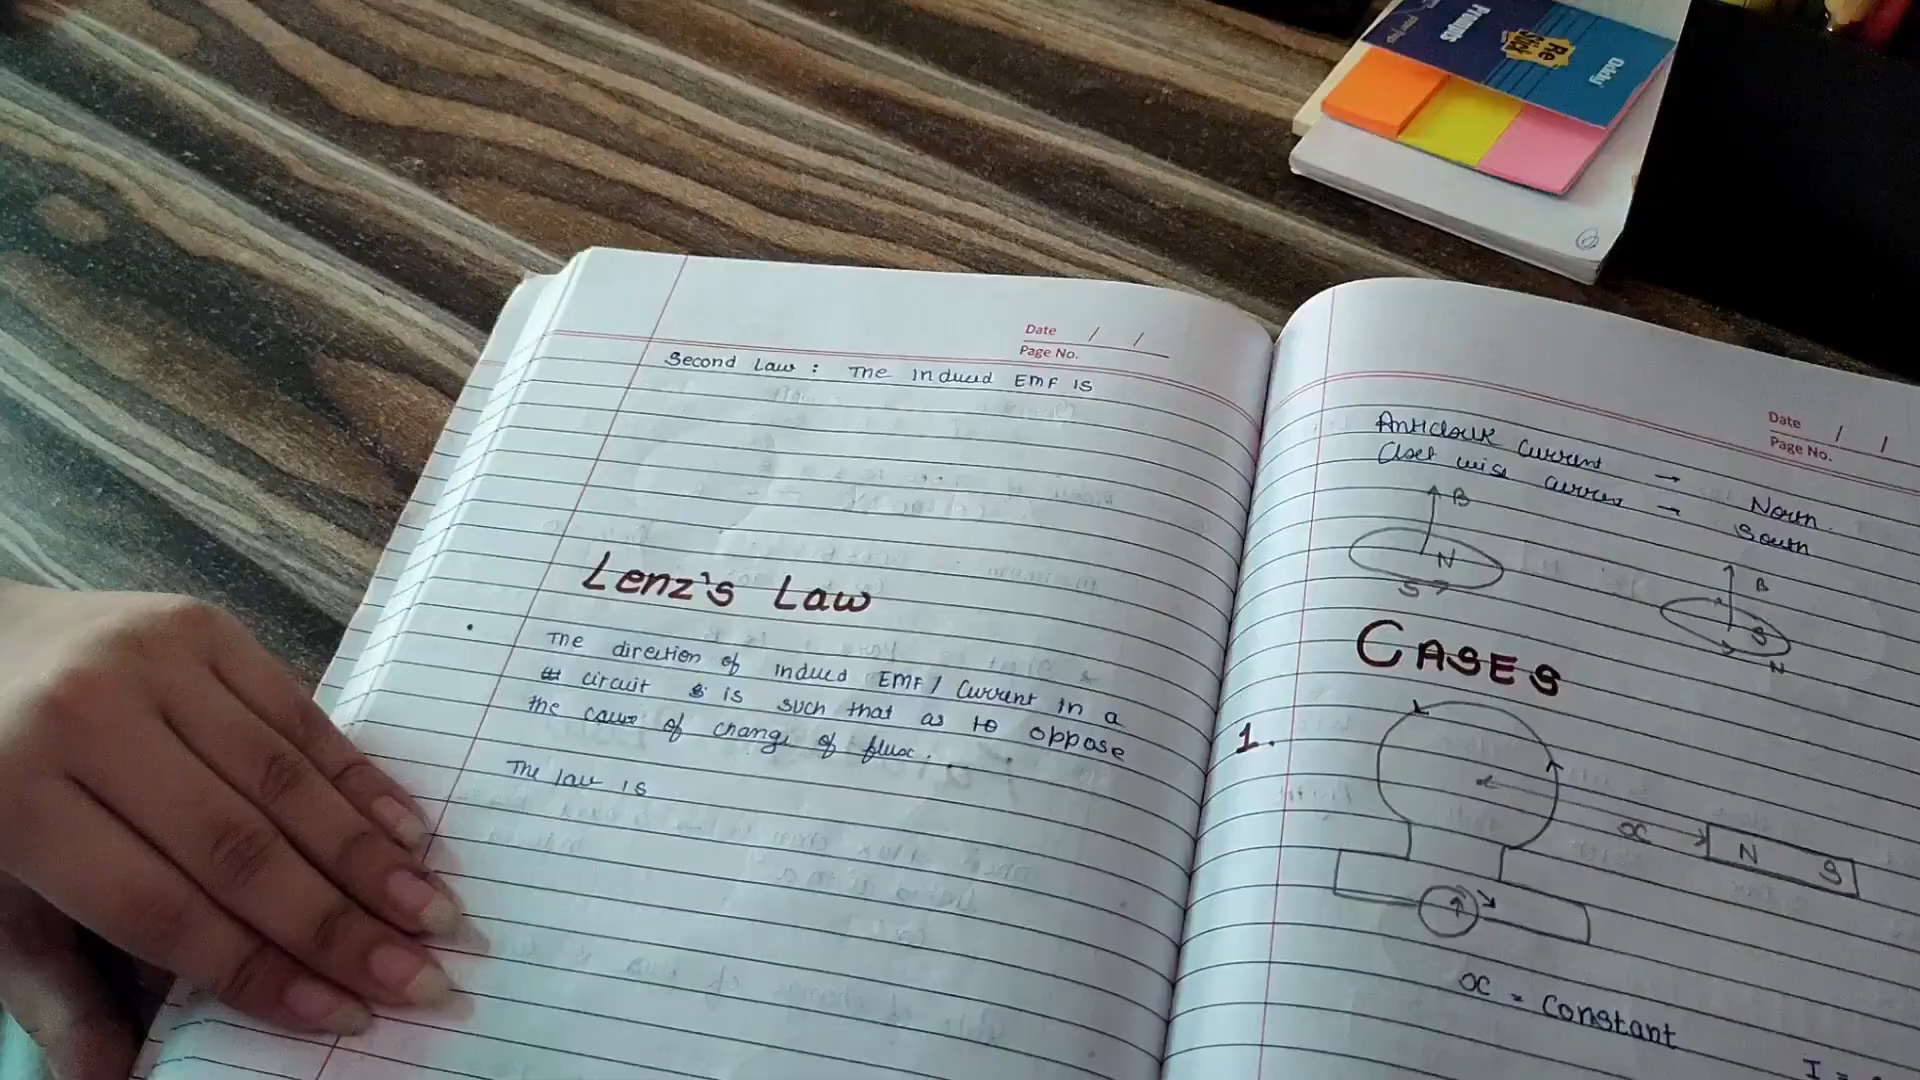 Prompts
Re
Stick
Oddy
Date / /
Page No.
Second Law : The induced EMF is
Lenz's Law
The direction of induced EMF / Current in a
circuit is such that as to oppose
the cause of change of flux.
The law is
Date / /
Page No.
Anticlock current → North
Clock wise current → South
B
N
S
B
S
N
CASES
1.
x
N S
x = constant
I =